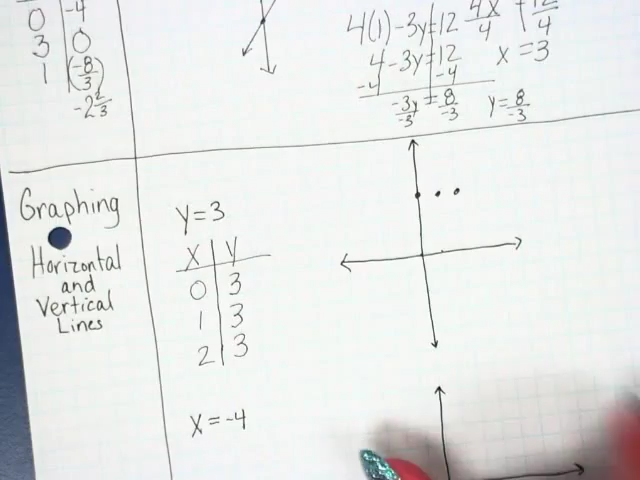 0 -4
3 0
1 (-8/3)
-2 2/3
4(1)-3y=12
4-3y=12
-4 -4
-3y/-3 = 8/-3
y=8/-3
4x/4 12/4
x=3
Graphing
Horizontal
and
Vertical
Lines
y=3
X Y
0 3
1 3
2 3
x=-4